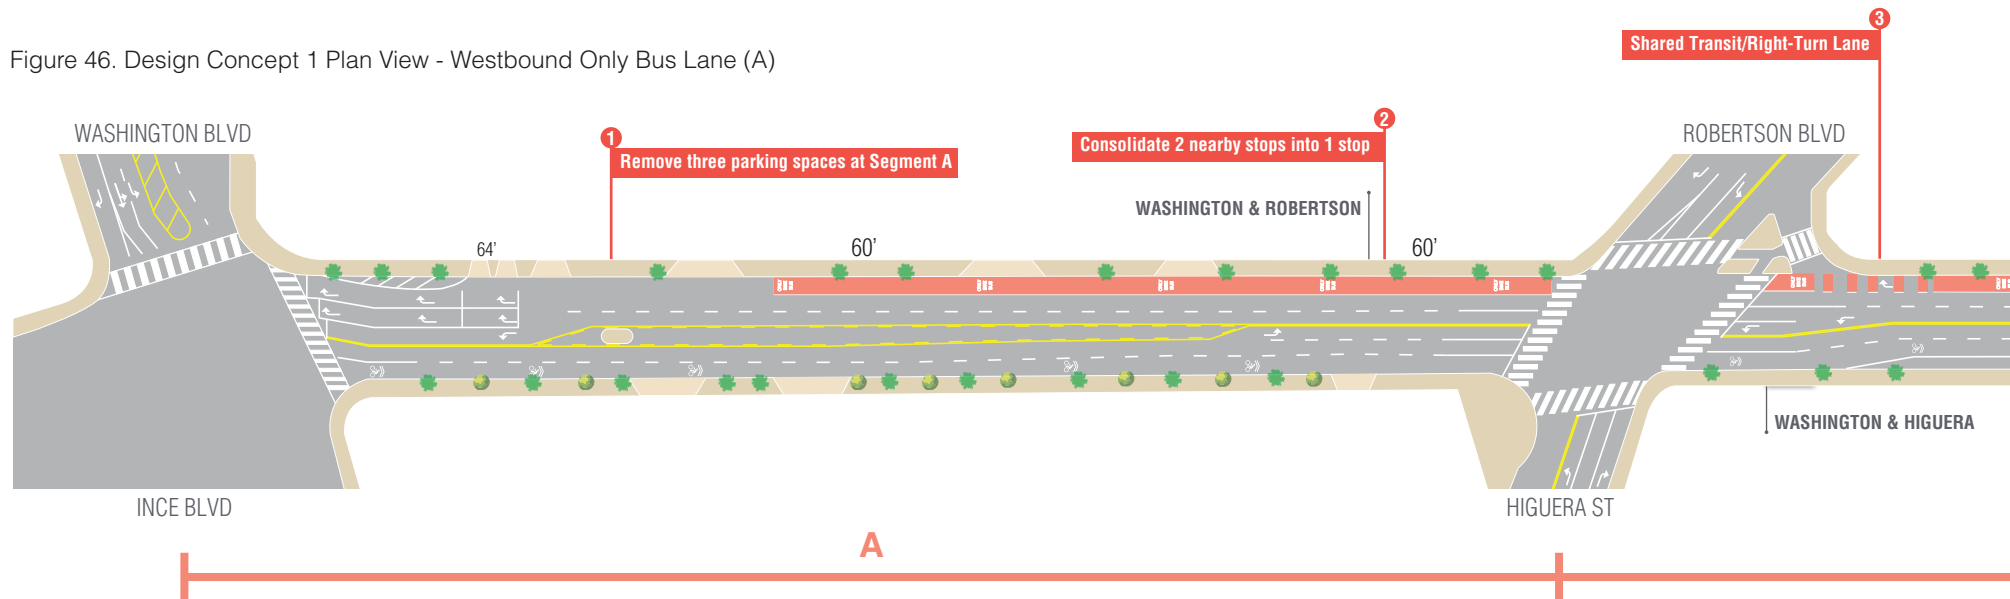 Figure 46. Design Concept 1 Plan View - Westbound Only Bus Lane (A)
3
Shared Transit/Right-Turn Lane
WASHINGTON BLVD
1
Remove three parking spaces at Segment A
2
Consolidate 2 nearby stops into 1 stop
ROBERTSON BLVD
WASHINGTON & ROBERTSON
64’
60’
60’
WASHINGTON & HIGUERA
INCE BLVD
HIGUERA ST
A